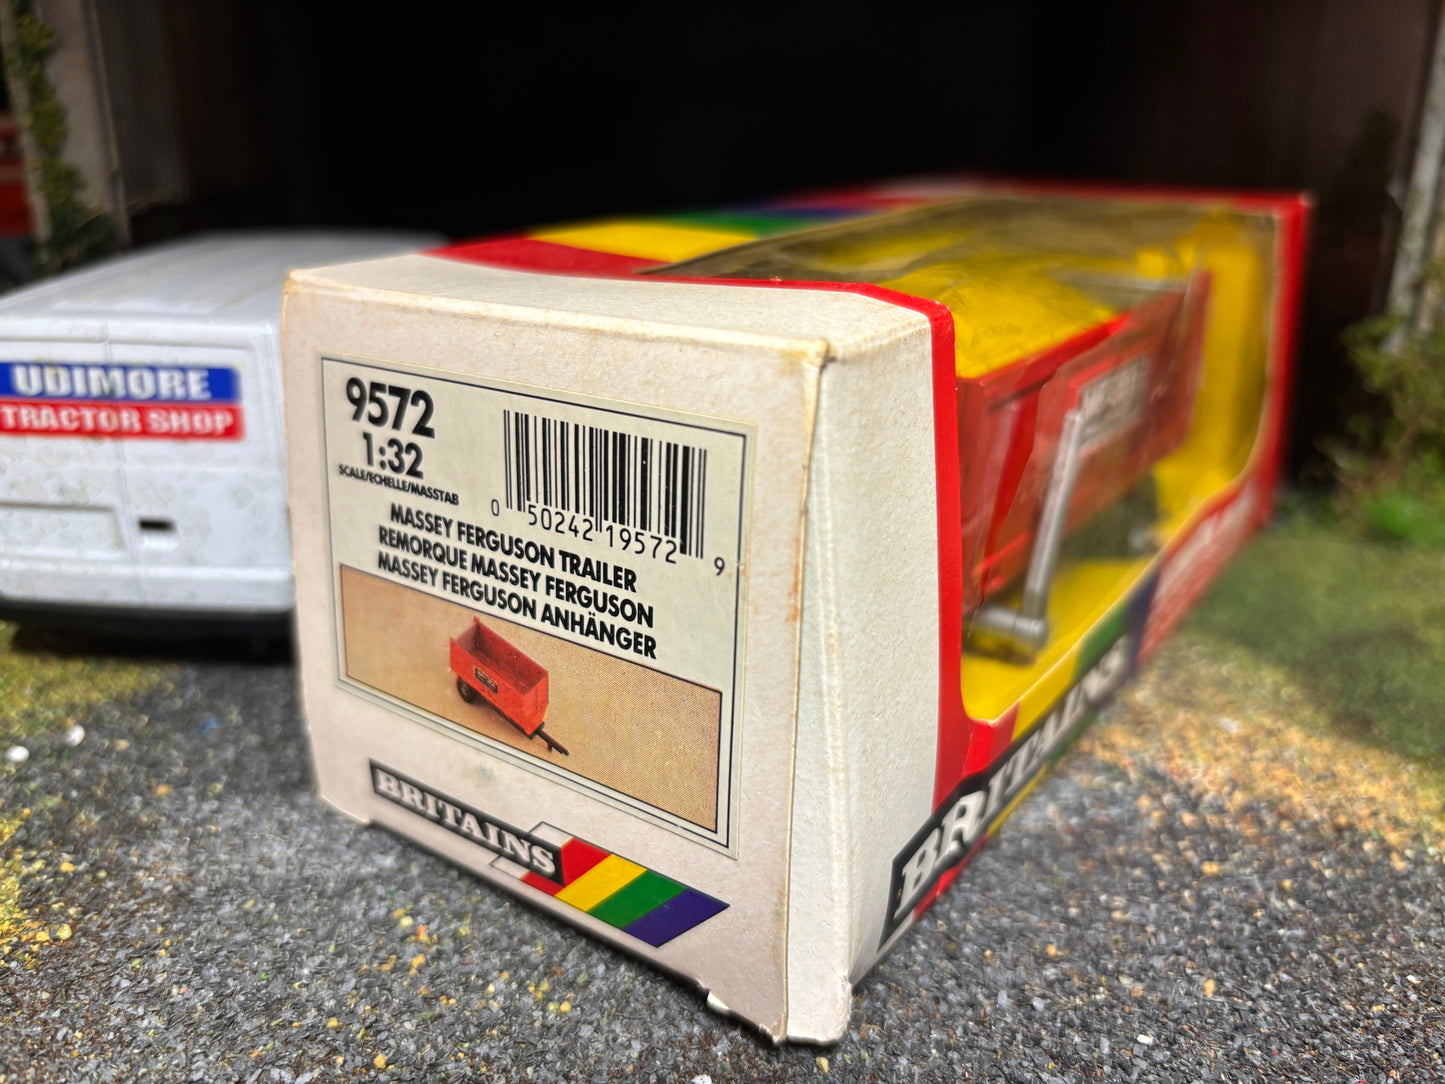 UDIMORE
TRACTOR SHOP
9572
1:32
SCALE/ECHELLE/MASSTAB
0 50242 19572 9
MASSEY FERGUSON TRAILER
REMORQUE MASSEY FERGUSON
MASSEY FERGUSON ANHÄNGER
BRITAINS
BRITAINS
BRITAINS